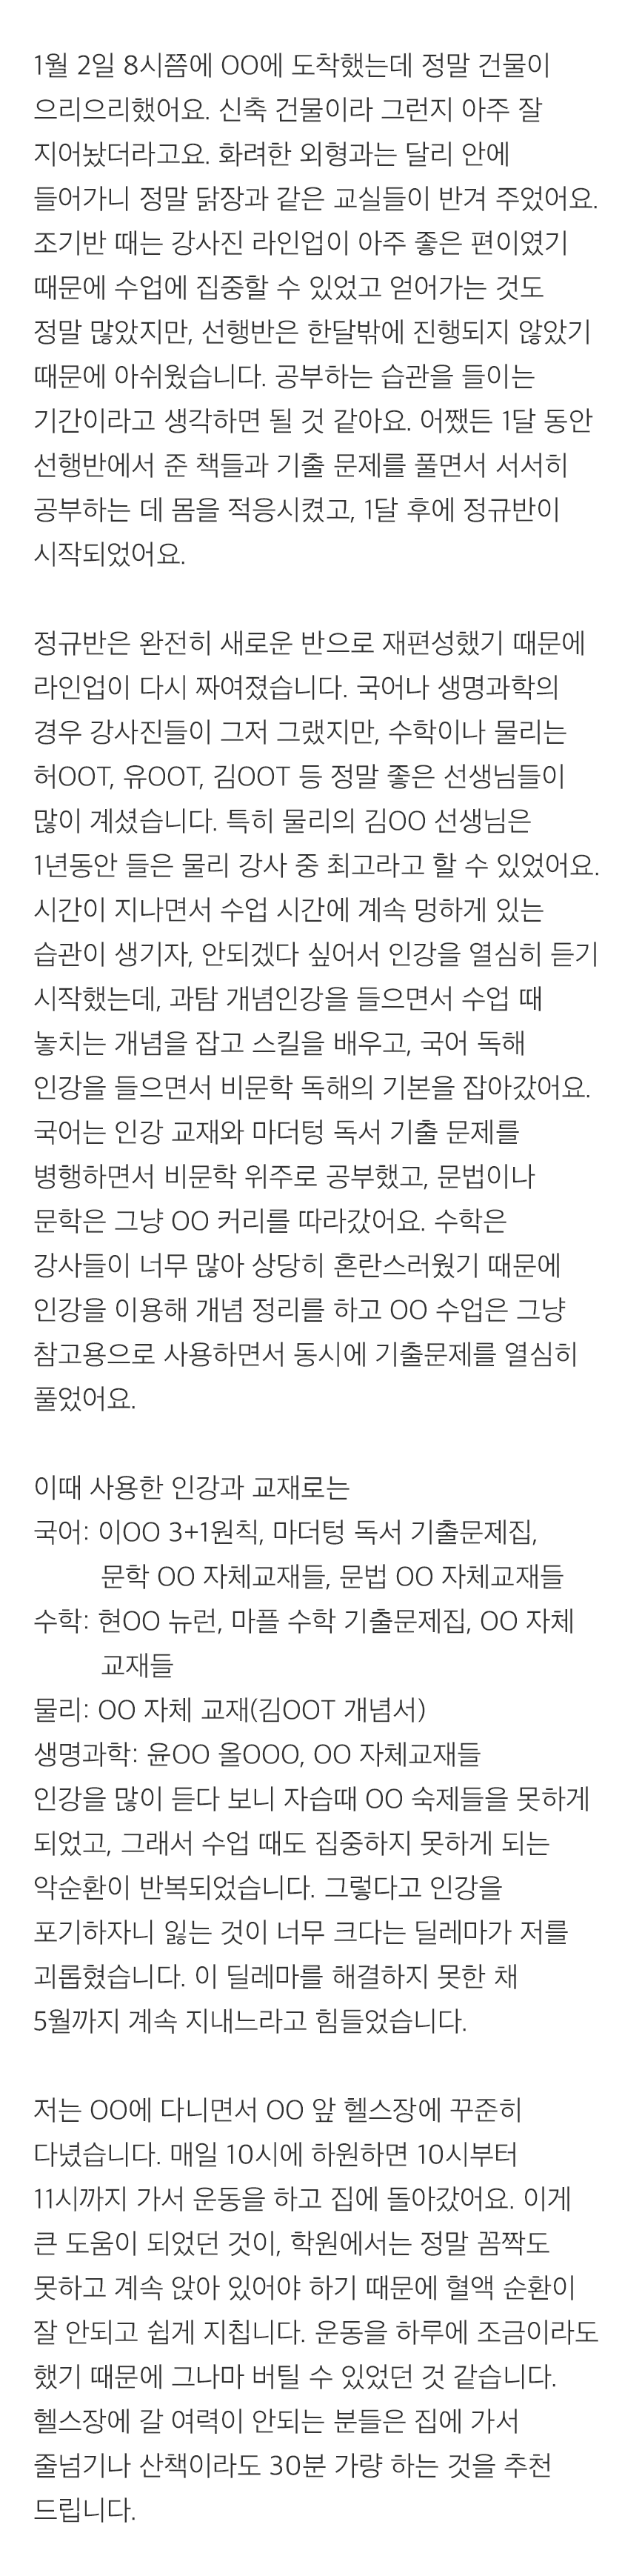 1월 2일 8시쯤에 OO에 도착했는데 정말 건물이
으리으리했어요. 신축 건물이라 그런지 아주 잘
지어놨더라고요. 화려한 외형과는 달리 안에
들어가니 정말 닭장과 같은 교실들이 반겨 주었어요.
조기반 때는 강사진 라인업이 아주 좋은 편이였기
때문에 수업에 집중할 수 있었고 얻어가는 것도
정말 많았지만, 선행반은 한달밖에 진행되지 않았기
때문에 아쉬웠습니다. 공부하는 습관을 들이는
기간이라고 생각하면 될 것 같아요. 어쨌든 1달 동안
선행반에서 준 책들과 기출 문제를 풀면서 서서히
공부하는 데 몸을 적응시켰고, 1달 후에 정규반이
시작되었어요.
정규반은 완전히 새로운 반으로 재편성했기 때문에
라인업이 다시 짜여졌습니다. 국어나 생명과학의
경우 강사진들이 그저 그랬지만, 수학이나 물리는
허OOT, 유OOT, 김OOT 등 정말 좋은 선생님들이
많이 계셨습니다. 특히 물리의 김OO 선생님은
1년동안 들은 물리 강사 중 최고라고 할 수 있었어요.
시간이 지나면서 수업 시간에 계속 멍하게 있는
습관이 생기자, 안되겠다 싶어서 인강을 열심히 듣기
시작했는데, 과탐 개념인강을 들으면서 수업 때
놓치는 개념을 잡고 스킬을 배우고, 국어 독해
인강을 들으면서 비문학 독해의 기본을 잡아갔어요.
국어는 인강 교재와 마더텅 독서 기출 문제를
병행하면서 비문학 위주로 공부했고, 문법이나
문학은 그냥 OO 커리를 따라갔어요. 수학은
강사들이 너무 많아 상당히 혼란스러웠기 때문에
인강을 이용해 개념 정리를 하고 OO 수업은 그냥
참고용으로 사용하면서 동시에 기출문제를 열심히
풀었어요.
이때 사용한 인강과 교재로는
국어: 이OO 3+1원칙, 마더텅 독서 기출문제집,
문학 OO 자체교재들, 문법 OO 자체교재들
수학: 현OO 뉴런, 마플 수학 기출문제집, OO 자체
교재들
물리: OO 자체 교재(김OOT 개념서)
생명과학: 윤OO 올OOO, OO 자체교재들
인강을 많이 듣다 보니 자습때 OO 숙제들을 못하게
되었고, 그래서 수업 때도 집중하지 못하게 되는
악순환이 반복되었습니다. 그렇다고 인강을
포기하자니 잃는 것이 너무 크다는 딜레마가 저를
괴롭혔습니다. 이 딜레마를 해결하지 못한 채
5월까지 계속 지내느라고 힘들었습니다.
저는 OO에 다니면서 OO 앞 헬스장에 꾸준히
다녔습니다. 매일 10시에 하원하면 10시부터
11시까지 가서 운동을 하고 집에 돌아갔어요. 이게
큰 도움이 되었던 것이, 학원에서는 정말 꼼짝도
못하고 계속 앉아 있어야 하기 때문에 혈액 순환이
잘 안되고 쉽게 지칩니다. 운동을 하루에 조금이라도
했기 때문에 그나마 버틸 수 있었던 것 같습니다.
헬스장에 갈 여력이 안되는 분들은 집에 가서
줄넘기나 산책이라도 30분 가량 하는 것을 추천
드립니다.